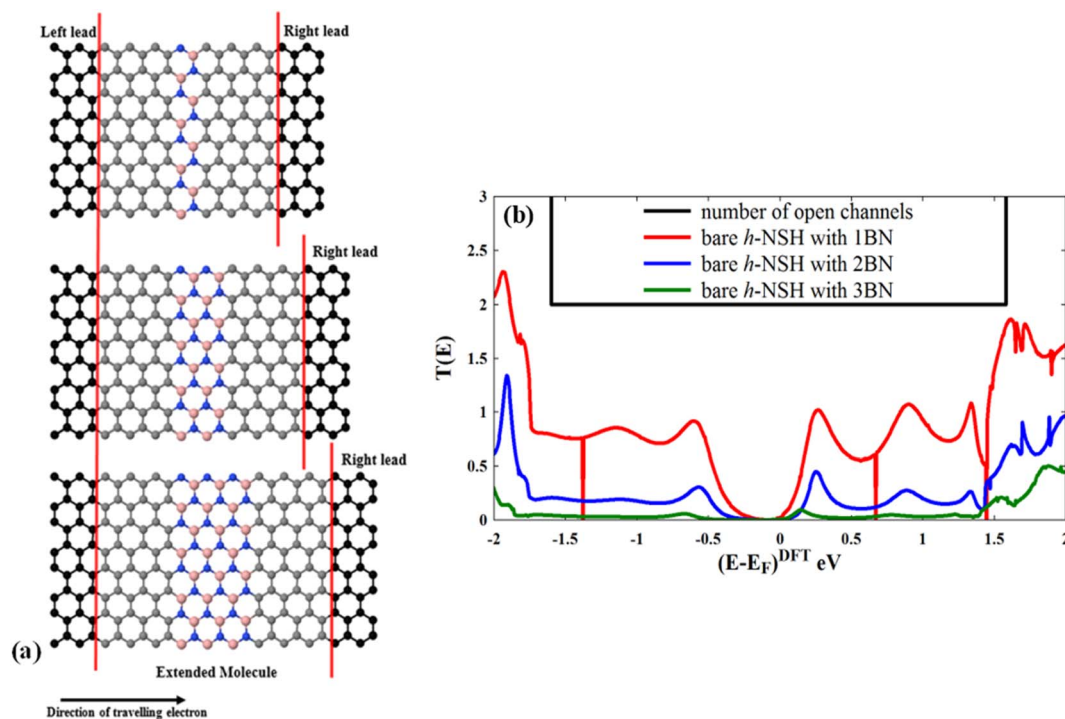 Left lead
Right lead
Right lead
Right lead
(a)
Extended Molecule
Direction of travelling electron
(b)
number of open channels
bare h-NSH with 1BN
bare h-NSH with 2BN
bare h-NSH with 3BN
T(E)
3
2.5
2
1.5
1
0.5
0
-2
-1.5
-1
-0.5
0
0.5
1
1.5
2
(E-EF)DFT eV